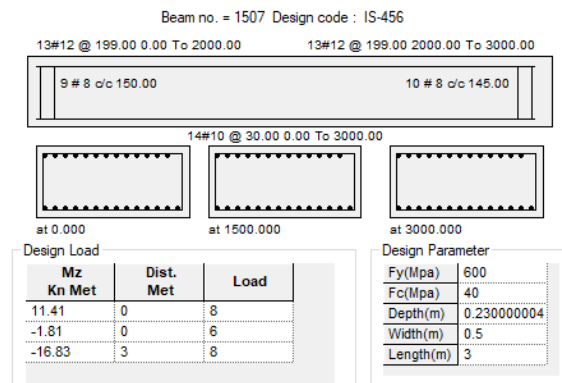 Beam no. = 1507 Design code : IS-456
13#12 @ 199.00 0.00 To 2000.00 13#12 @ 199.00 2000.00 To 3000.00
9 # 8 c/c 150.00 10 # 8 c/c 145.00
14#10 @ 30.00 0.00 To 3000.00
at 0.000 at 1500.000 at 3000.000
Design Load
Mz Kn Met Dist. Met Load
11.41 0 8
-1.81 0 6
-16.83 3 8
Design Parameter
Fy(Mpa) 600
Fc(Mpa) 40
Depth(m) 0.230000004
Width(m) 0.5
Length(m) 3